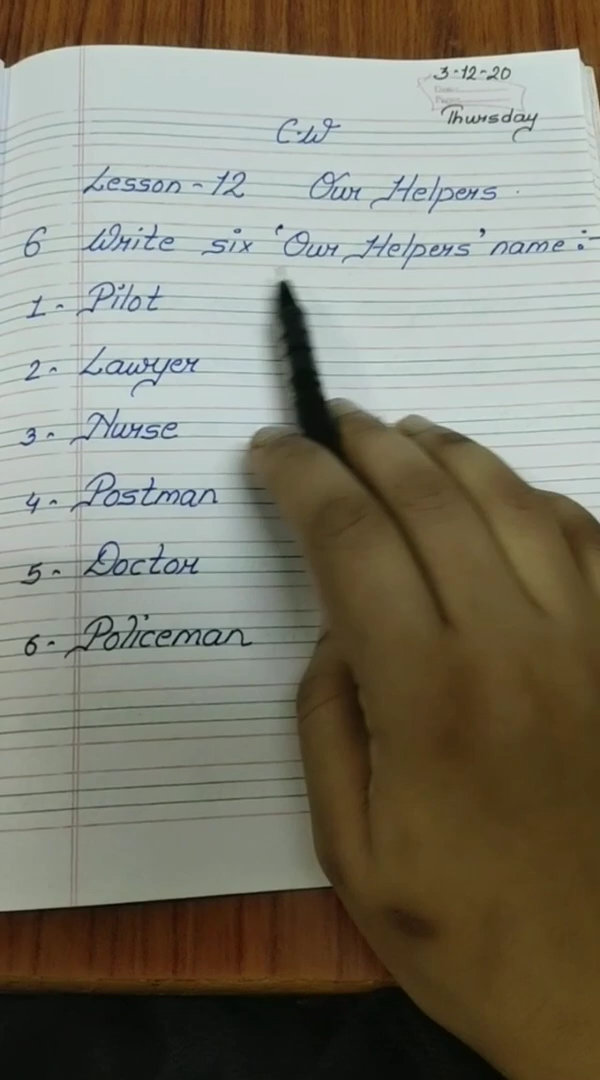 3-12-20
Thursday
C.W
Lesson - 12 Our Helpers.
6 Write six 'Our Helpers' name :-
1- Pilot
2- Lawyer
3- Nurse
4- Postman
5- Doctor
6- Policeman